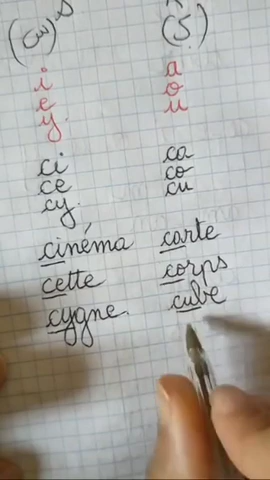 i a
e o
y u
ci ca
ce co
cy cu
cinéma carte
cette corps
cygne cube